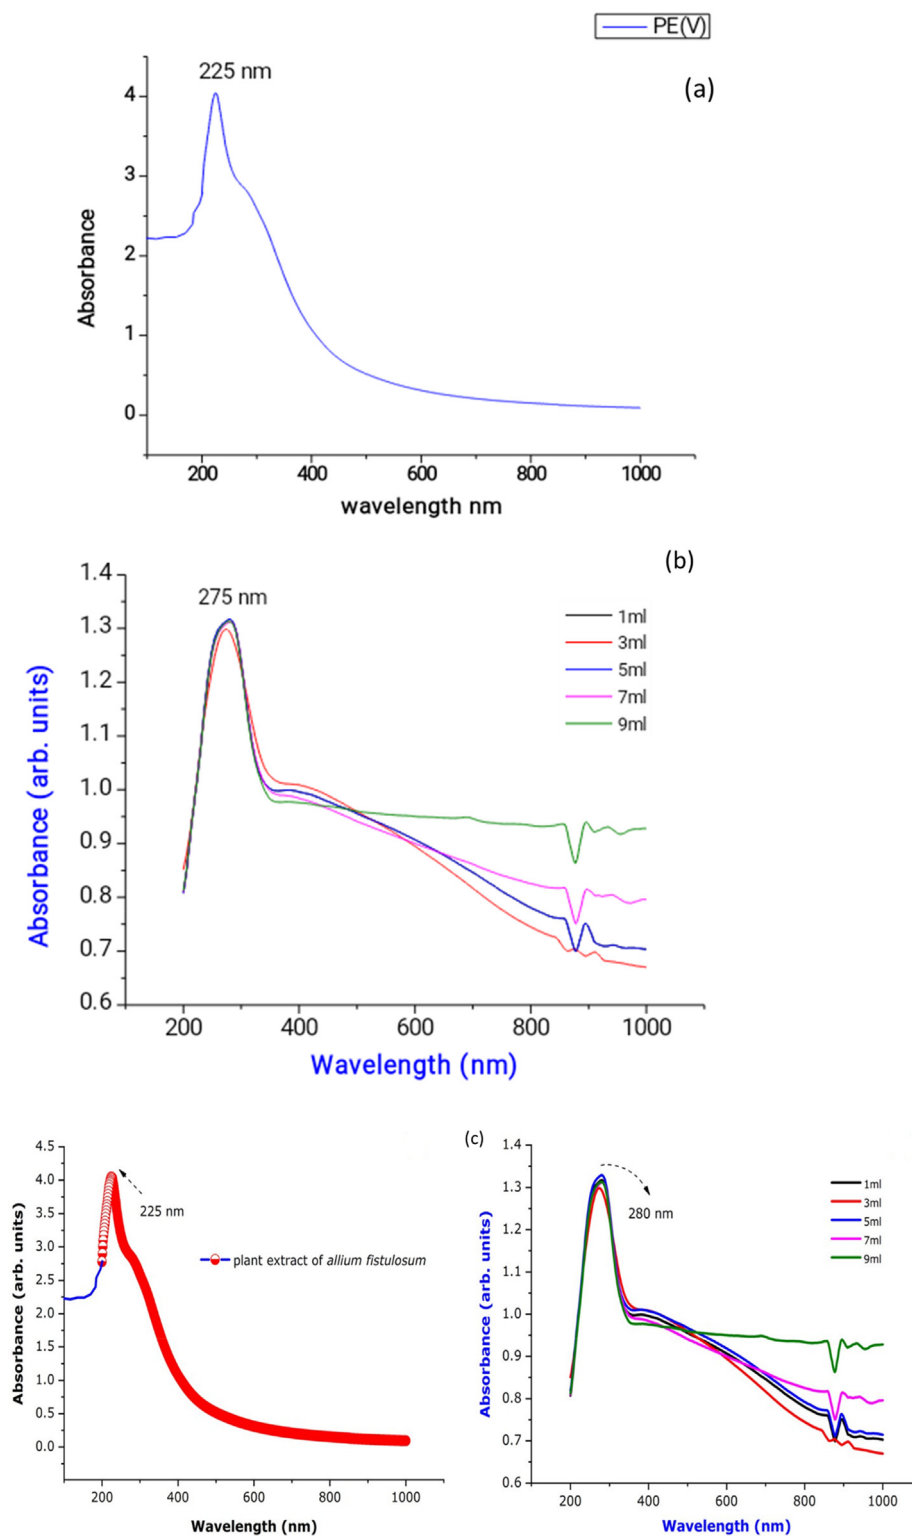 PE(V)
225 nm
(a)
4
3
2
1
0
Absorbance
200 400 600 800 1000
wavelength nm
(b)
275 nm
1.4
1.3
1.2
1.1
1.0
0.9
0.8
0.7
0.6
1ml
3ml
5ml
7ml
9ml
Absorbance (arb. units)
200 400 600 800 1000
Wavelength (nm)
(c)
4.5
4.0
3.5
3.0
2.5
2.0
1.5
1.0
0.5
0.0
225 nm
plant extract of allium fistulosum
Absorbance (arb. units)
200 400 600 800 1000
Wavelength (nm)
1.4
1.3
1.2
1.1
1.0
0.9
0.8
0.7
0.6
280 nm
1ml
3ml
5ml
7ml
9ml
Absorbance (arb. units)
200 400 600 800 1000
Wavelength (nm)